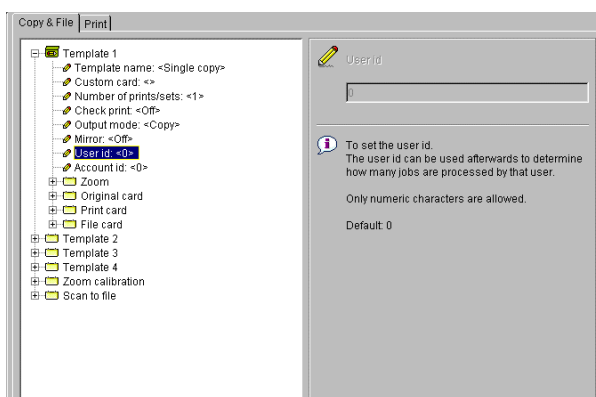 Copy & File
Print
Template 1
Template name: <Single copy>
Custom card: <>
Number of prints/sets: <1>
Check print: <Off>
Output mode: <Copy>
Mirror: <Off>
User id: <0>
Account id: <0>
Zoom
Original card
Print card
File card
Template 2
Template 3
Template 4
Zoom calibration
Scan to file
User id
0
To set the user id.
The user id can be used afterwards to determine
how many jobs are processed by that user.
Only numeric characters are allowed.
Default: 0